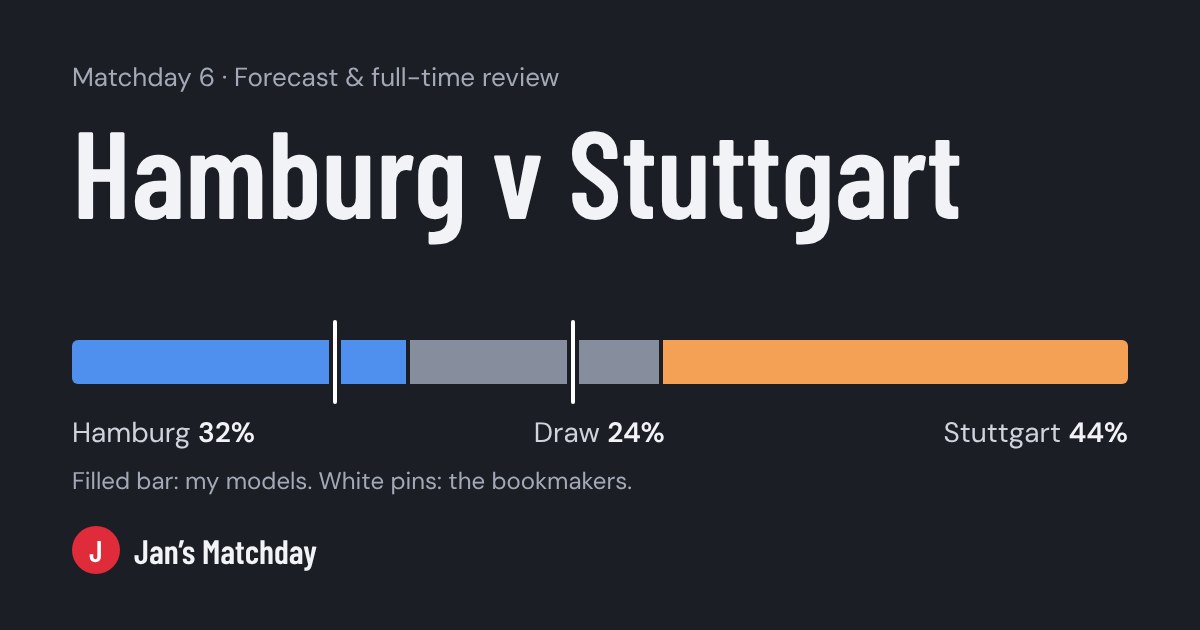 Matchday 6 · Forecast & full-time review
Hamburg v Stuttgart
Hamburg 32% Draw 24% Stuttgart 44%
Filled bar: my models. White pins: the bookmakers.
J Jan’s Matchday